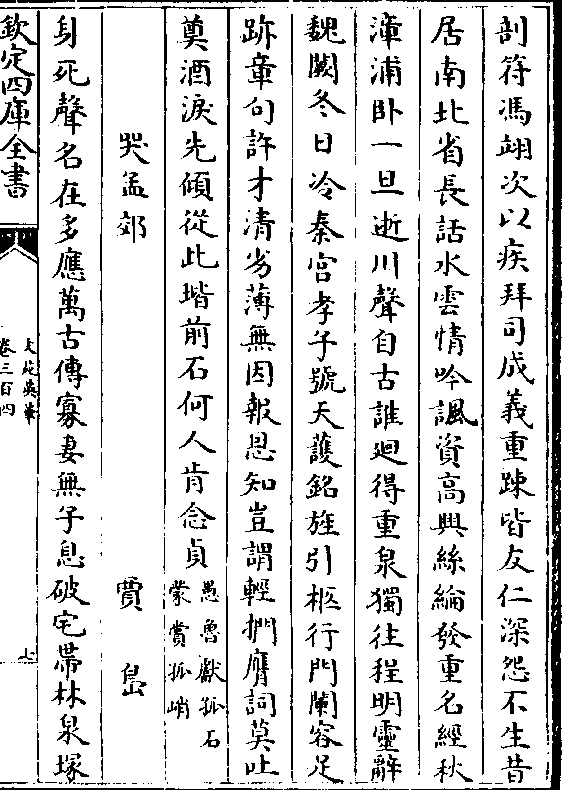 剖符馮翊次以疾拜司成義重疎皆友仁深怨不生昔
居南北省長話水雲情吟諷資高興絲綸發重名經秋
漳浦卧一旦逝川聲自古誰迴得重泉獨往程明靈辭
魏闕冬日冷秦宫孝子號天䕶銘旌引柩行門闌容足
跡章句許才清劣薄無因報恩知豈謂輕捫膺詞莫吐
奠酒淚先傾從此堦前石何人肯念貞愚魯獻孤石蒙賞孤峭
哭孟郊 賈島
身死聲名在多應萬古傳寡妻無子息破宅帶林泉塚
欽定四庫全書
文苑英華
卷三百四
七